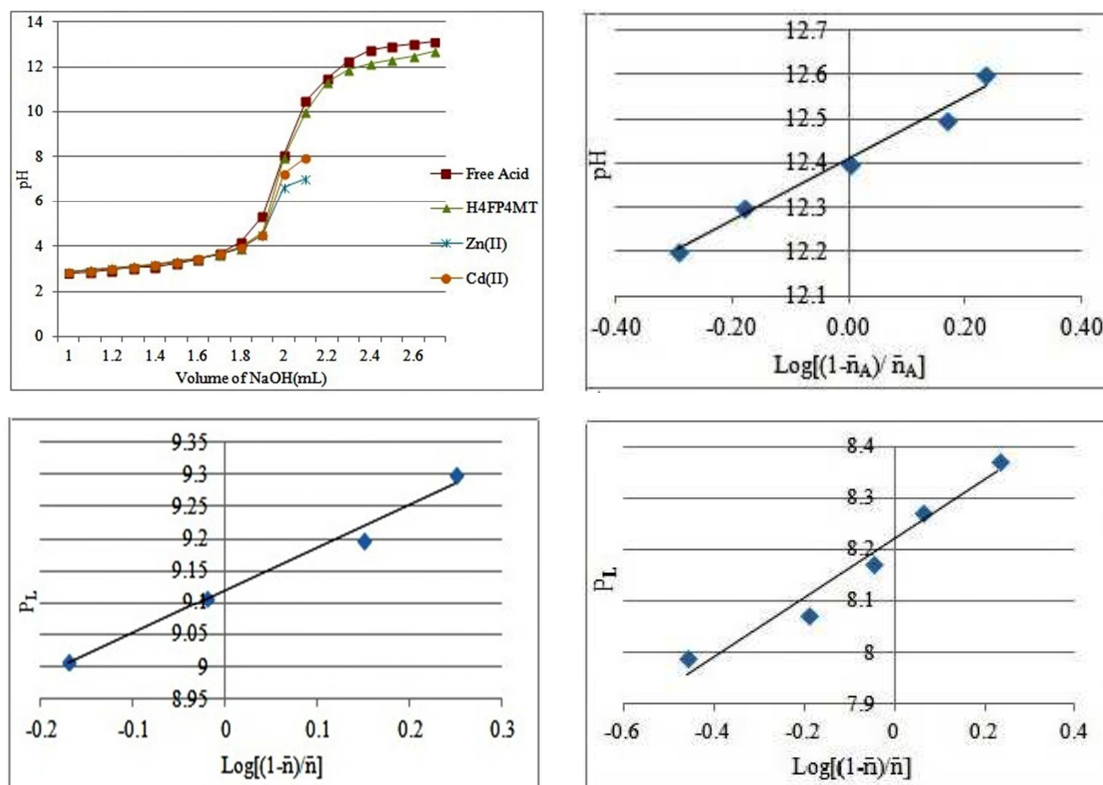 14
12
10
8
6
4
2
0
pH
1 1.2 1.4 1.6 1.8 2 2.2 2.4 2.6
Volume of NaOH(mL)
Free Acid
H4FP4MT
Zn(II)
Cd(II)
12.7
12.6
12.5
12.4
12.3
12.2
12.1
pH
-0.40 -0.20 0.00 0.20 0.40
Log[(1-n̄A)/ n̄A]
9.35
9.3
9.25
9.2
9.15
9.1
9.05
9
8.95
PL
-0.2 -0.1 0 0.1 0.2 0.3
Log[(1-n̄)/n̄]
8.4
8.3
8.2
8.1
8
7.9
PL
-0.6 -0.4 -0.2 0 0.2 0.4
Log[(1-n̄)/n̄]